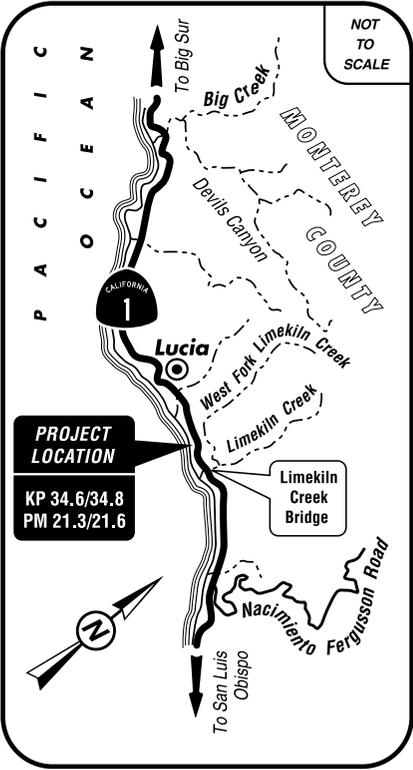 NOT
TO
SCALE
PACIFIC
OCEAN
To Big Sur
Big Creek
MONTEREY
COUNTY
Devils Canyon
CALIFORNIA
1
Lucia
West Fork Limekiln Creek
Limekiln Creek
PROJECT
LOCATION
KP 34.6/34.8
PM 21.3/21.6
Limekiln
Creek
Bridge
N
Nacimiento Fergusson Road
To San Luis
Obispo